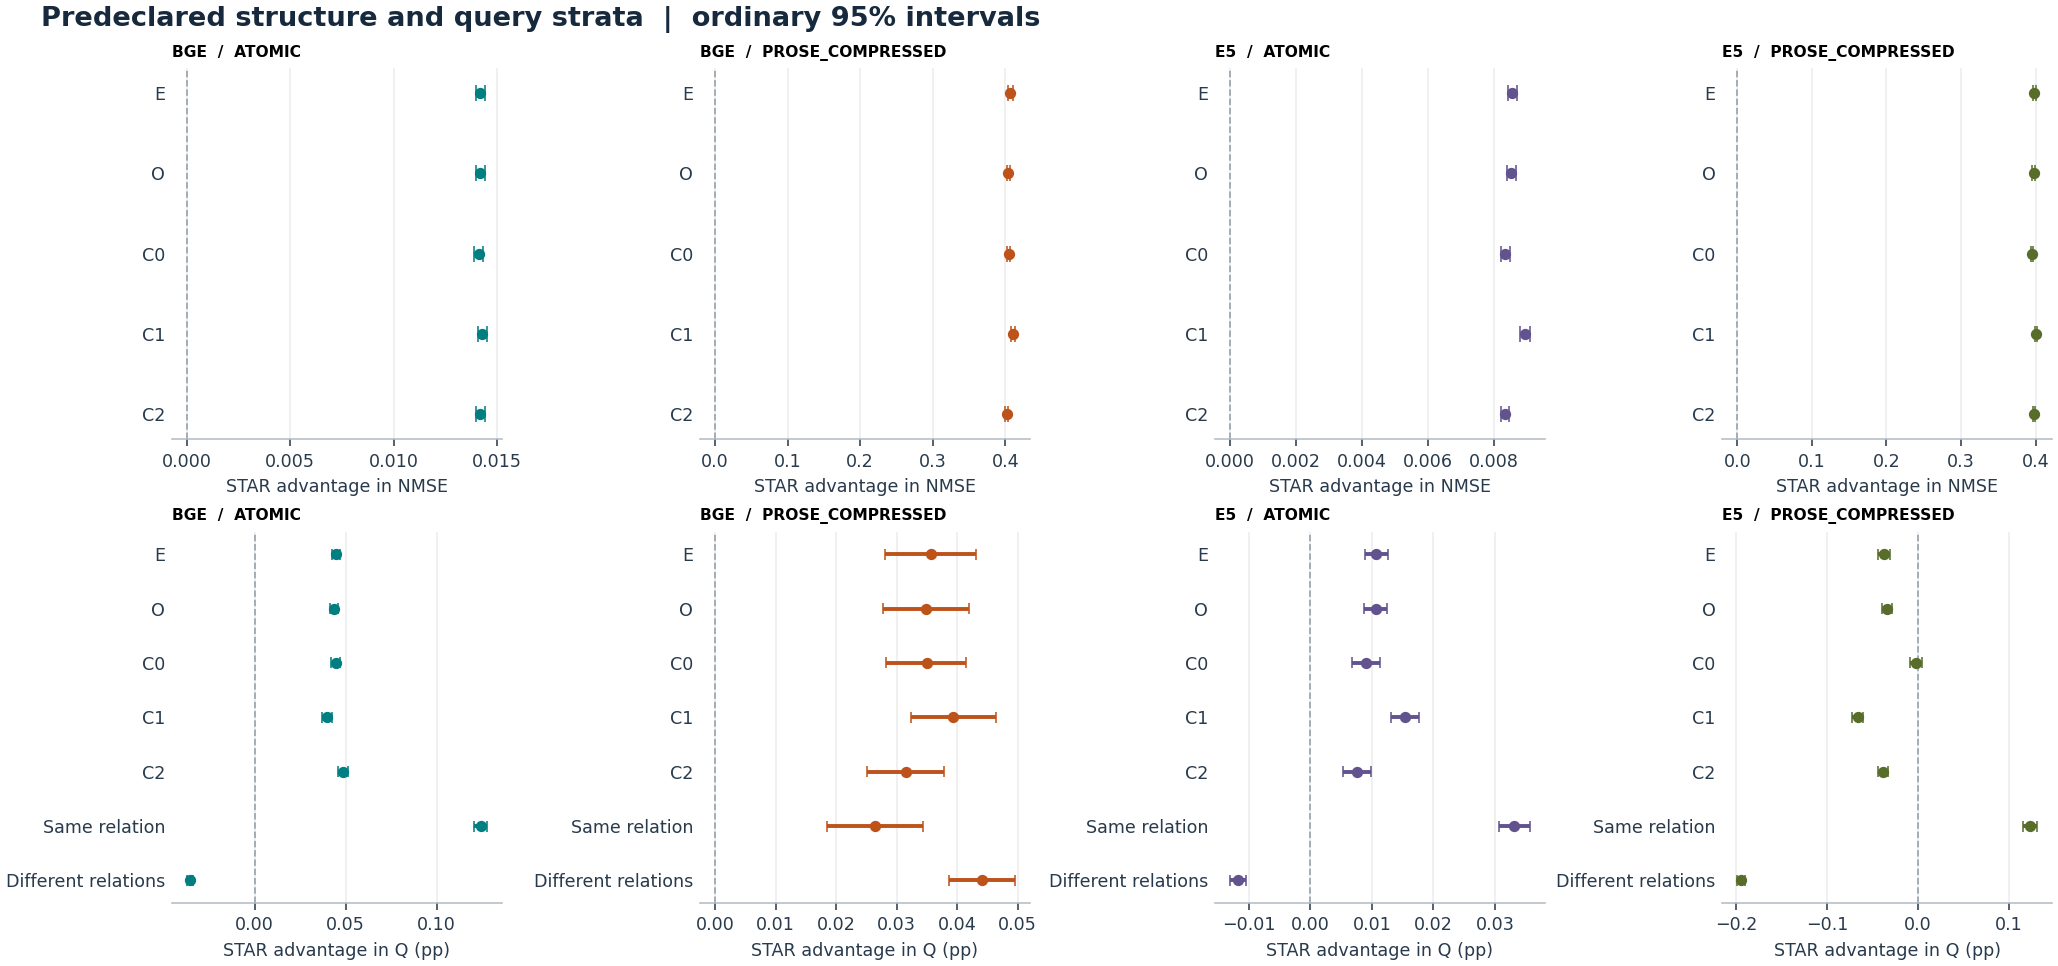 Predeclared structure and query strata | ordinary 95% intervals
BGE / ATOMIC
E
O
C0
C1
C2
0.000 0.005 0.010 0.015
STAR advantage in NMSE
BGE / PROSE_COMPRESSED
E
O
C0
C1
C2
0.0 0.1 0.2 0.3 0.4
STAR advantage in NMSE
E5 / ATOMIC
E
O
C0
C1
C2
0.000 0.002 0.004 0.006 0.008
STAR advantage in NMSE
E5 / PROSE_COMPRESSED
E
O
C0
C1
C2
0.0 0.1 0.2 0.3 0.4
STAR advantage in NMSE
BGE / ATOMIC
E
O
C0
C1
C2
Same relation
Different relations
0.00 0.05 0.10
STAR advantage in Q (pp)
BGE / PROSE_COMPRESSED
E
O
C0
C1
C2
Same relation
Different relations
0.00 0.01 0.02 0.03 0.04 0.05
STAR advantage in Q (pp)
E5 / ATOMIC
E
O
C0
C1
C2
Same relation
Different relations
−0.01 0.00 0.01 0.02 0.03
STAR advantage in Q (pp)
E5 / PROSE_COMPRESSED
E
O
C0
C1
C2
Same relation
Different relations
−0.2 −0.1 0.0 0.1
STAR advantage in Q (pp)